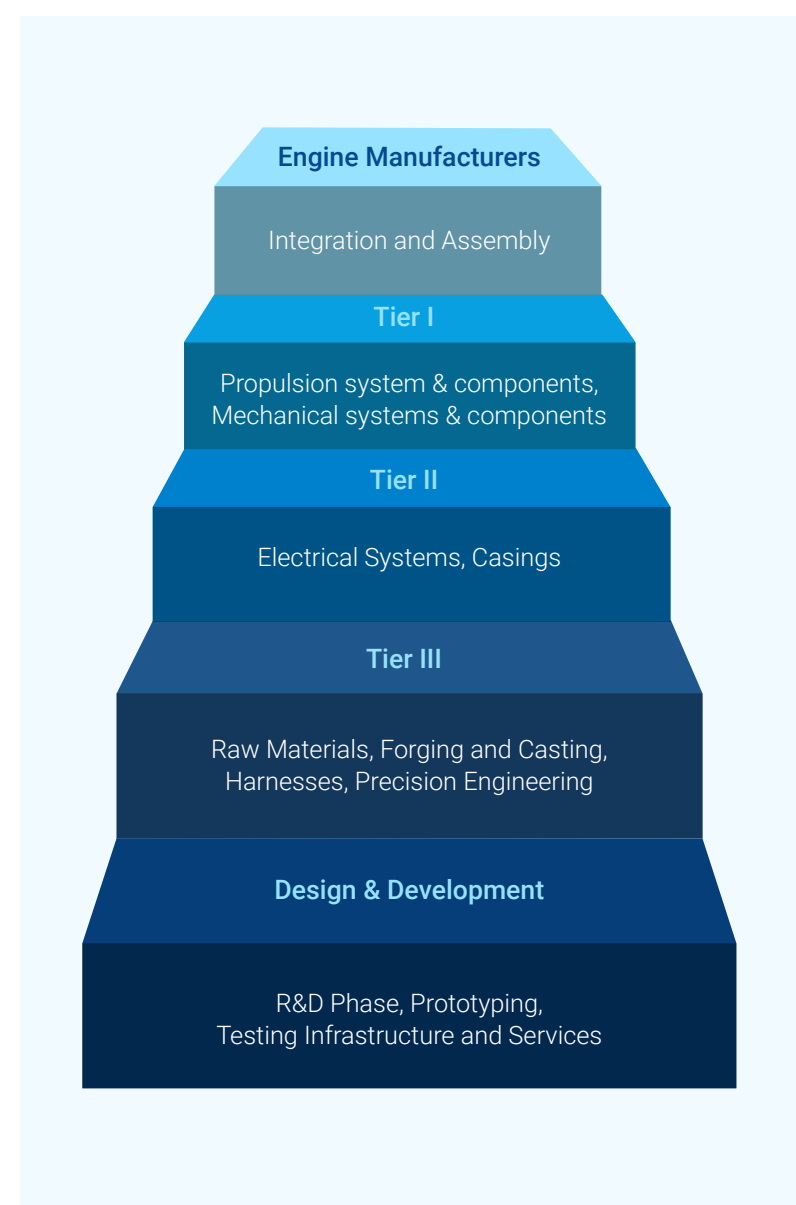 Engine Manufacturers
Integration and Assembly
Tier I
Propulsion system & components,
Mechanical systems & components
Tier II
Electrical Systems, Casings
Tier III
Raw Materials, Forging and Casting,
Harnesses, Precision Engineering
Design & Development
R&D Phase, Prototyping,
Testing Infrastructure and Services